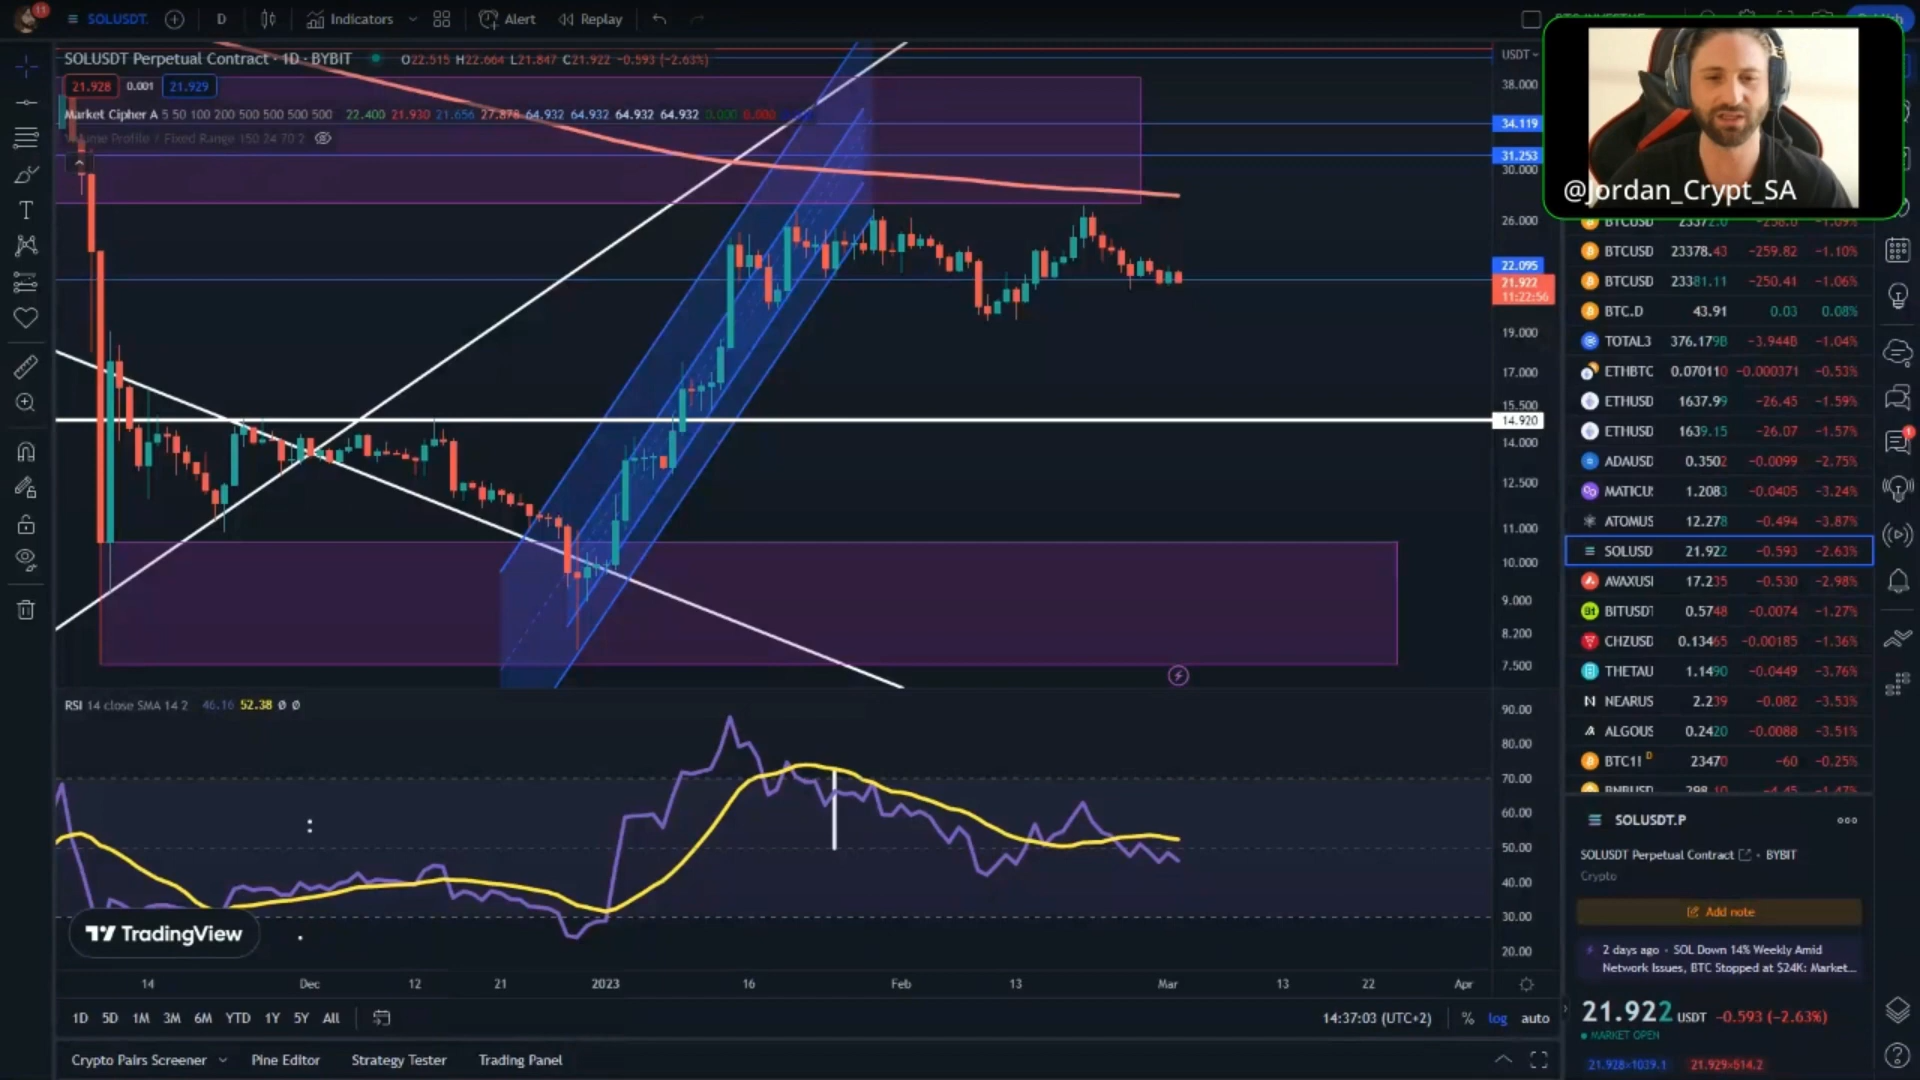 11
SOLUSDT.
D
Indicators
Alert
Replay
SOLUSDT Perpetual Contract · 1D · BYBIT
O22.515 H22.664 L21.847 C21.922 −0.593 (−2.63%)
21.928 0.001 21.929
Market Cipher A 5 50 100 200 500 500 500 500 22.400 21.930 21.656 27.878 64.932 64.932 64.932 64.932 0.000 0.000
Volume Profile / Fixed Range 150 24 70 2
USDT
38.000
34.119
31.253
30.000
26.000
22.095
21.922
11:22:56
19.000
17.000
15.500
14.920
14.000
12.500
11.000
10.000
9.000
8.200
7.500
@Jordan_Crypt_SA
BTCUSD 23378.43 −259.82 −1.10%
BTCUSD 23381.11 −250.41 −1.06%
BTC.D 43.91 0.03 0.08%
TOTAL3 376.179B −3.944B −1.04%
ETHBTC 0.070110 −0.000371 −0.53%
ETHUSD 1637.99 −26.45 −1.59%
ETHUSD 1639.15 −26.07 −1.57%
ADAUSD 0.3502 −0.0099 −2.75%
MATICU: 1.2083 −0.0405 −3.24%
ATOMUS 12.278 −0.494 −3.87%
SOLUSD 21.922 −0.593 −2.63%
AVAXUSI 17.235 −0.530 −2.98%
BITUSDT 0.5748 −0.0074 −1.27%
CHZUSD 0.13465 −0.00185 −1.36%
THETAU 1.1490 −0.0449 −3.76%
NEARUS 2.239 −0.082 −3.53%
ALGOUS 0.2420 −0.0088 −3.51%
BTC1! D 23470 −60 −0.25%
RSI 14 close SMA 14 2 46.16 52.38 Ø Ø
90.00
80.00
70.00
60.00
50.00
40.00
30.00
20.00
TradingView
14 Dec 12 21 2023 16 Feb 13 Mar 13 22 Apr
1D 5D 1M 3M 6M YTD 1Y 5Y All
14:37:03 (UTC+2) % log auto
Crypto Pairs Screener Pine Editor Strategy Tester Trading Panel
SOLUSDT.P
SOLUSDT Perpetual Contract · BYBIT
Crypto
Add note
2 days ago · SOL Down 14% Weekly Amid
Network Issues, BTC Stopped at $24K: Market...
21.922 USDT −0.593 (−2.63%)
MARKET OPEN
21.928×1039.1 21.929×514.2